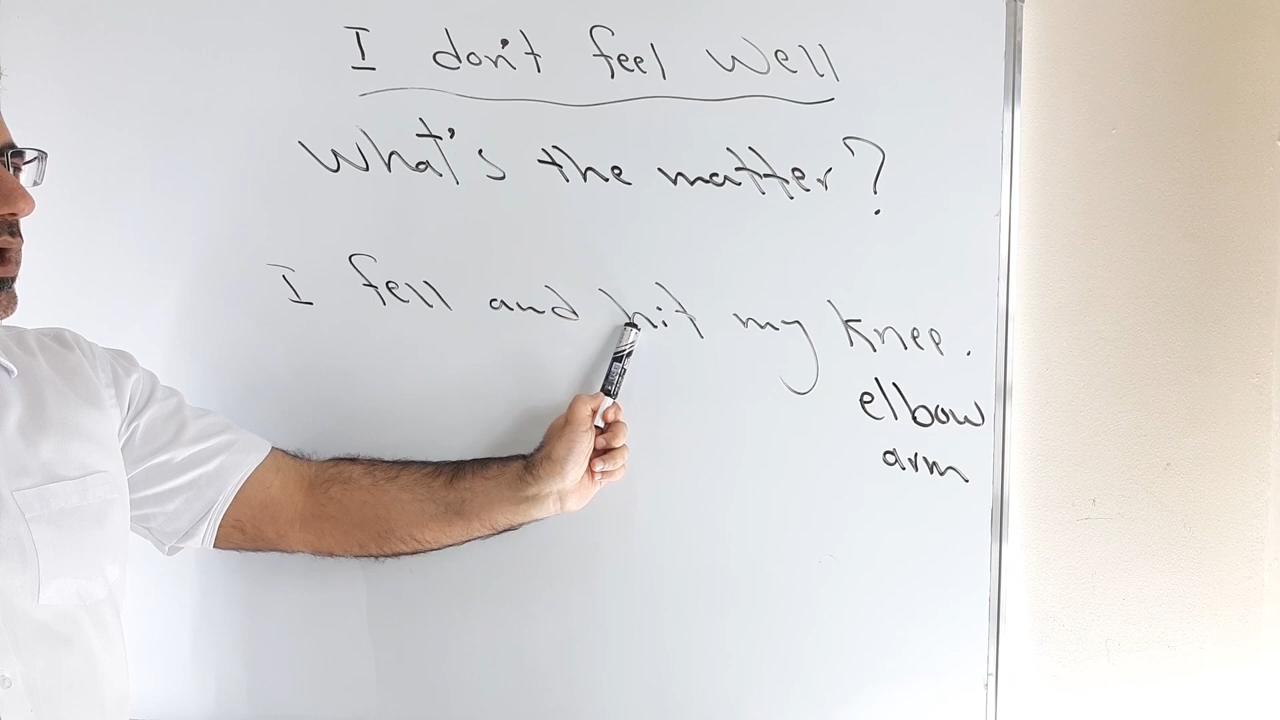 I don't feel well
What's the matter?
I fell and hit my knee.
elbow
arm